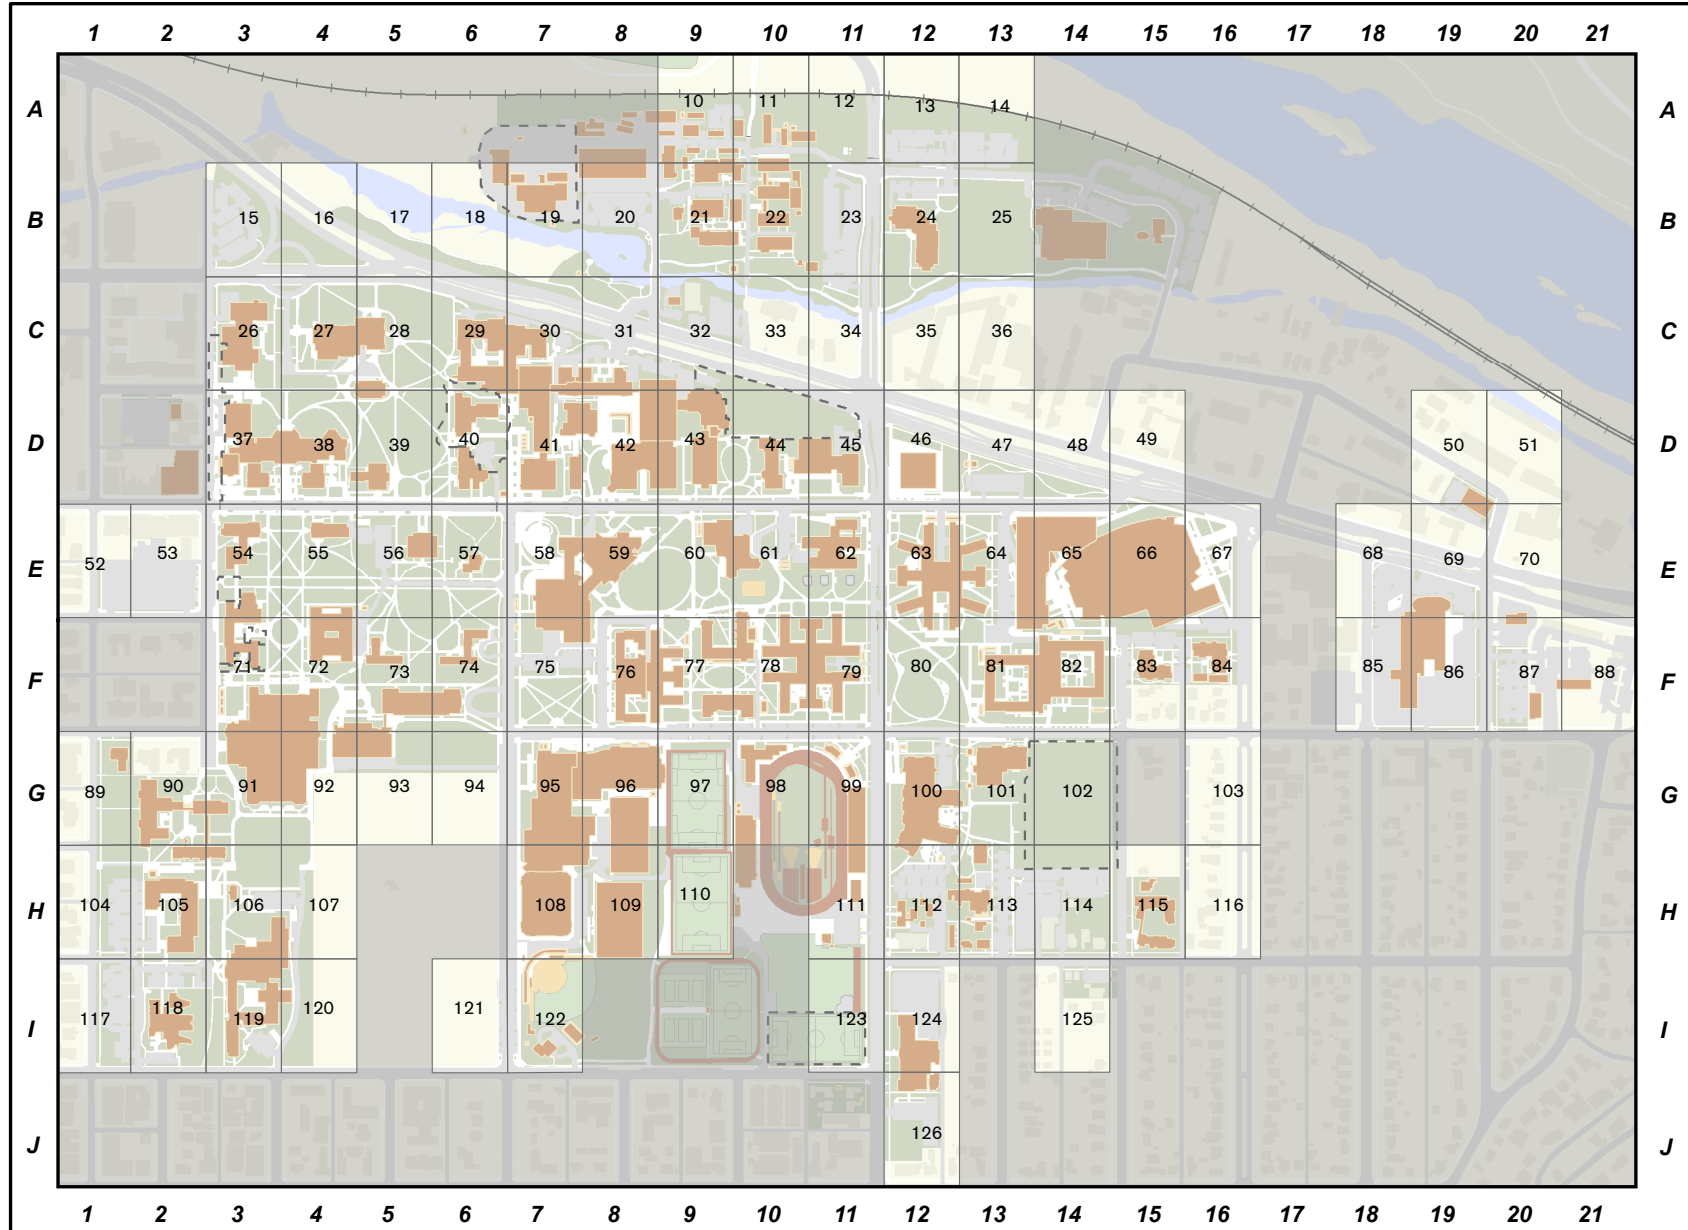 1 2 3 4 5 6 7 8 9 10 11 12 13 14 15 16 17 18 19 20 21
A 10 11 12 13 14 A
B 15 16 17 18 19 20 21 22 23 24 25 B
C 26 27 28 29 30 31 32 33 34 35 36 C
D 37 38 39 40 41 42 43 44 45 46 47 48 49 50 51 D
E 52 53 54 55 56 57 58 59 60 61 62 63 64 65 66 67 68 69 70 E
F 71 72 73 74 75 76 77 78 79 80 81 82 83 84 85 86 87 88 F
G 89 90 91 92 93 94 95 96 97 98 99 100 101 102 103 G
H 104 105 106 107 108 109 110 111 112 113 114 115 116 H
I 117 118 119 120 121 122 123 124 125 I
J 126 J
1 2 3 4 5 6 7 8 9 10 11 12 13 14 15 16 17 18 19 20 21